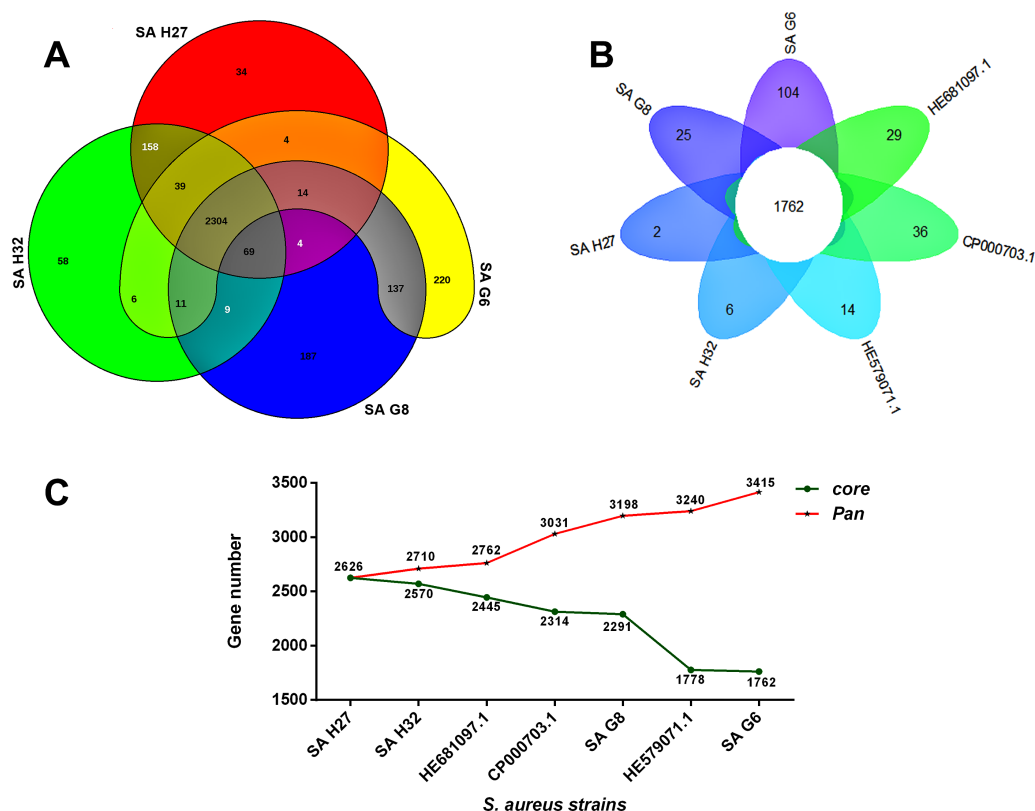 A
SA H27
34
4
158
39
14
2304
69
4
58
6
11
9
137
220
SA H32
SA G6
SA G8
B
SA G6
104
SA G8
25
HE681097.1
29
SA H27
2
1762
36
CP000703.1
SA H32
6
14
HE579071.1
C
Gene number
3500
3000
2500
2000
1500
2626
2710
2762
3031
3198
3240
3415
2570
2445
2314
2291
1778
1762
core
Pan
SA H27
SA H32
HE681097.1
CP000703.1
SA G8
HE579071.1
SA G6
S. aureus strains